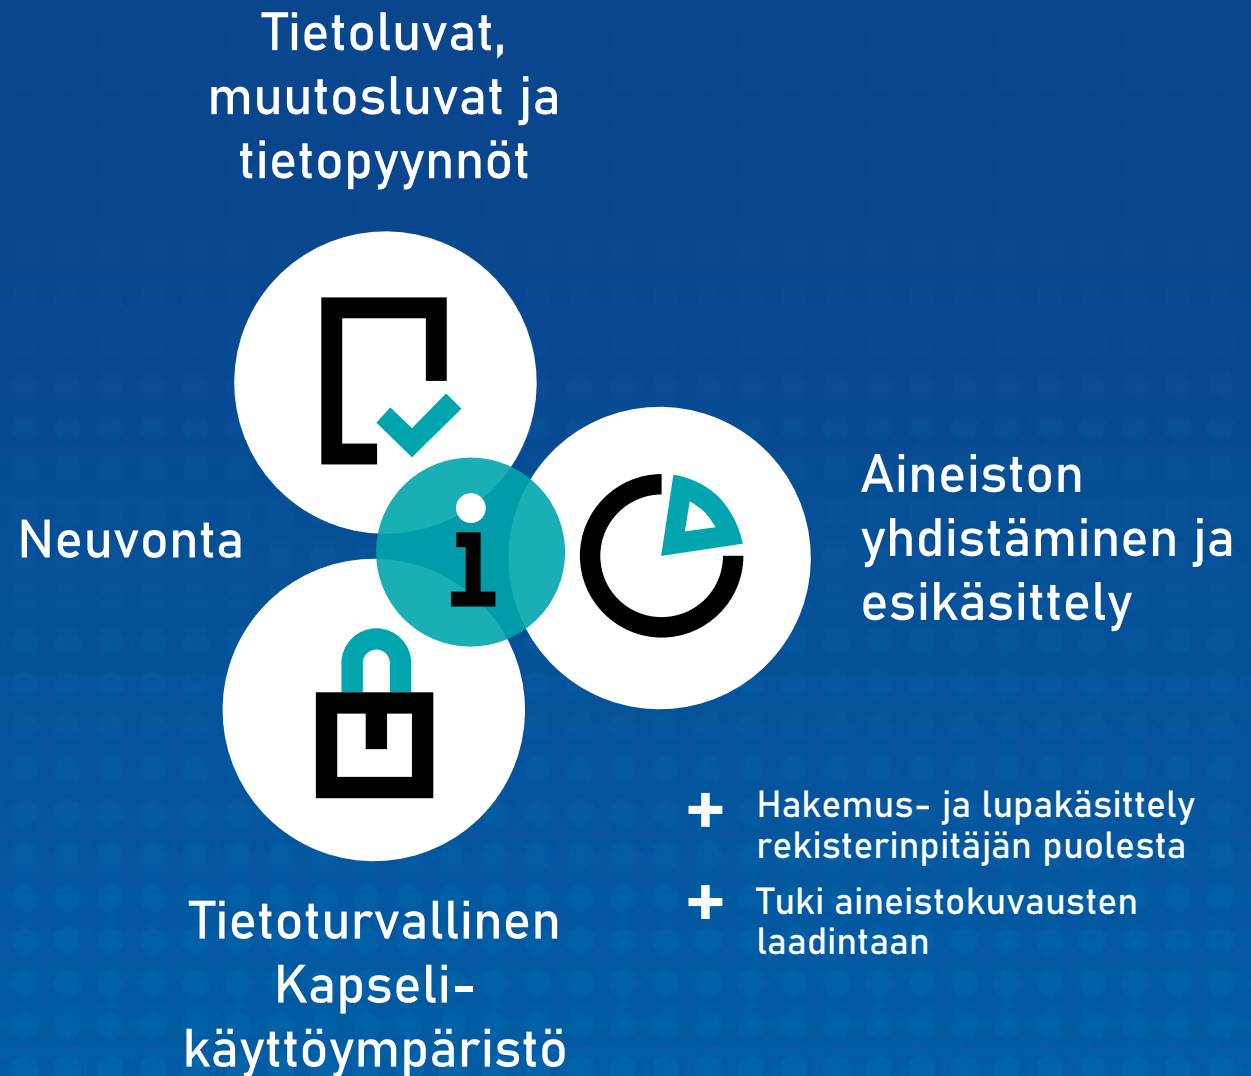 Tietoluvat,
muutosluvat ja
tietopyynnöt
Neuvonta
Aineiston
yhdistäminen ja
esikäsittely
Tietoturvallinen
Kapseli-
käyttöympäristö
+ Hakemus- ja lupakäsittely
rekisterinpitäjän puolesta
+ Tuki aineistokuvausten
laadintaan